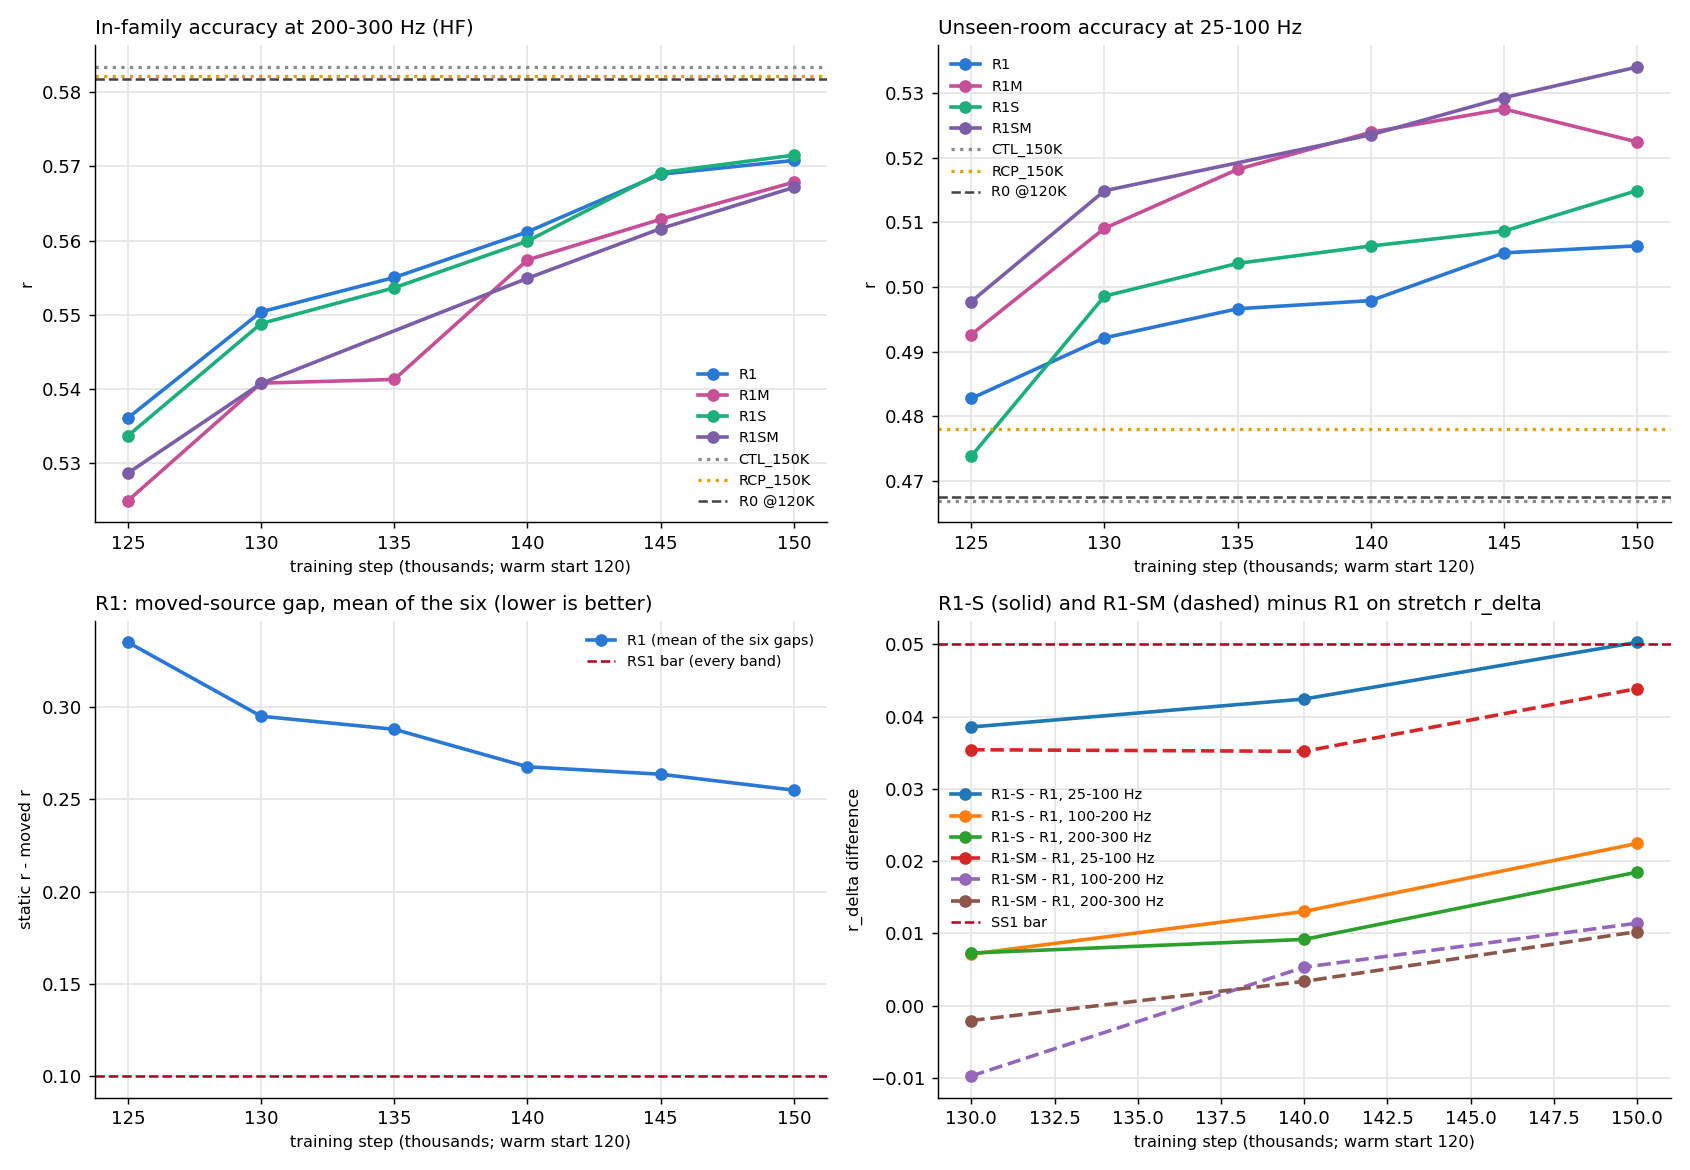 In-family accuracy at 200-300 Hz (HF)
r
0.58
0.57
0.56
0.55
0.54
0.53
R1
R1M
R1S
R1SM
CTL_150K
RCP_150K
R0 @120K
125 130 135 140 145 150
training step (thousands; warm start 120)
Unseen-room accuracy at 25-100 Hz
r
0.53
0.52
0.51
0.50
0.49
0.48
0.47
R1
R1M
R1S
R1SM
CTL_150K
RCP_150K
R0 @120K
125 130 135 140 145 150
training step (thousands; warm start 120)
R1: moved-source gap, mean of the six (lower is better)
static r - moved r
0.30
0.25
0.20
0.15
0.10
R1 (mean of the six gaps)
RS1 bar (every band)
125 130 135 140 145 150
training step (thousands; warm start 120)
R1-S (solid) and R1-SM (dashed) minus R1 on stretch r_delta
r_delta difference
0.05
0.04
0.03
0.02
0.01
0.00
−0.01
R1-S - R1, 25-100 Hz
R1-S - R1, 100-200 Hz
R1-S - R1, 200-300 Hz
R1-SM - R1, 25-100 Hz
R1-SM - R1, 100-200 Hz
R1-SM - R1, 200-300 Hz
SS1 bar
130.0 132.5 135.0 137.5 140.0 142.5 145.0 147.5 150.0
training step (thousands; warm start 120)